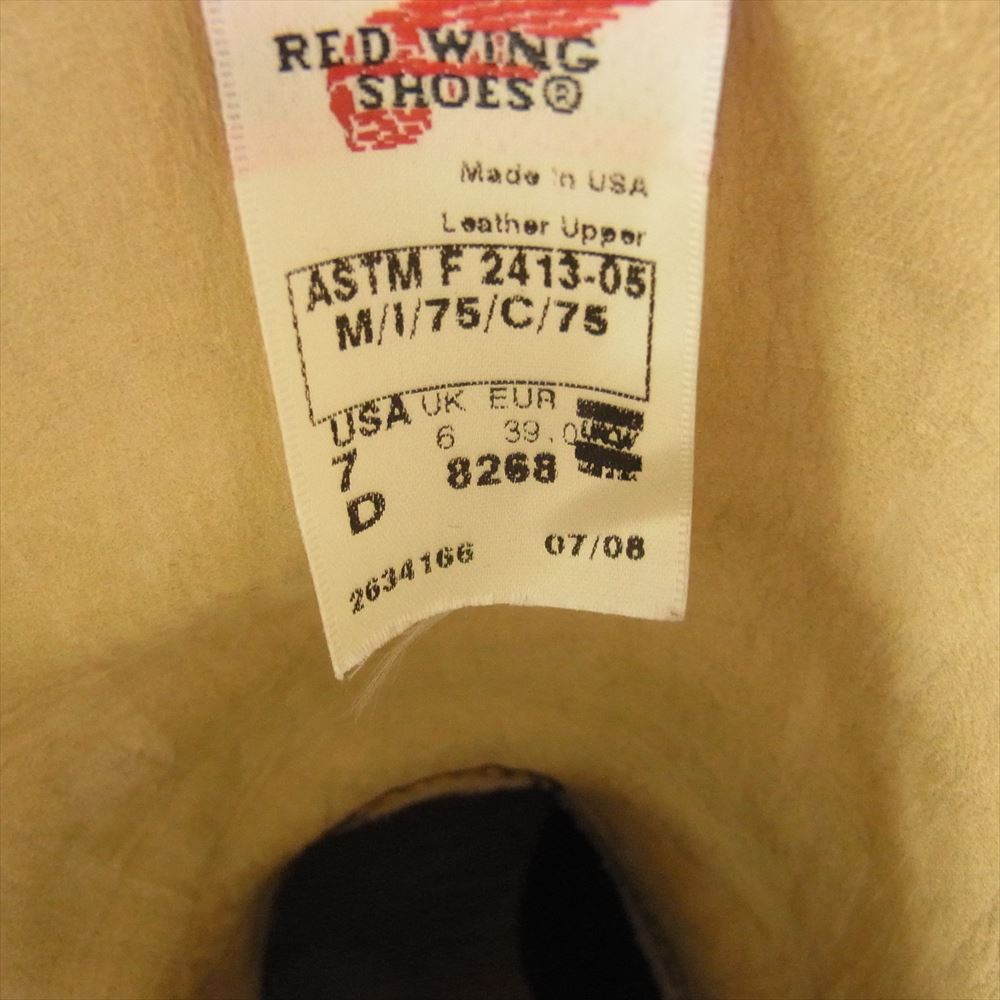 RED WING
SHOES®
Made in USA
Leather Upper
ASTM F 2413-05
M/I/75/C/75
USA UK EUR
7 6 39.0
D 8268
2634166 07/08